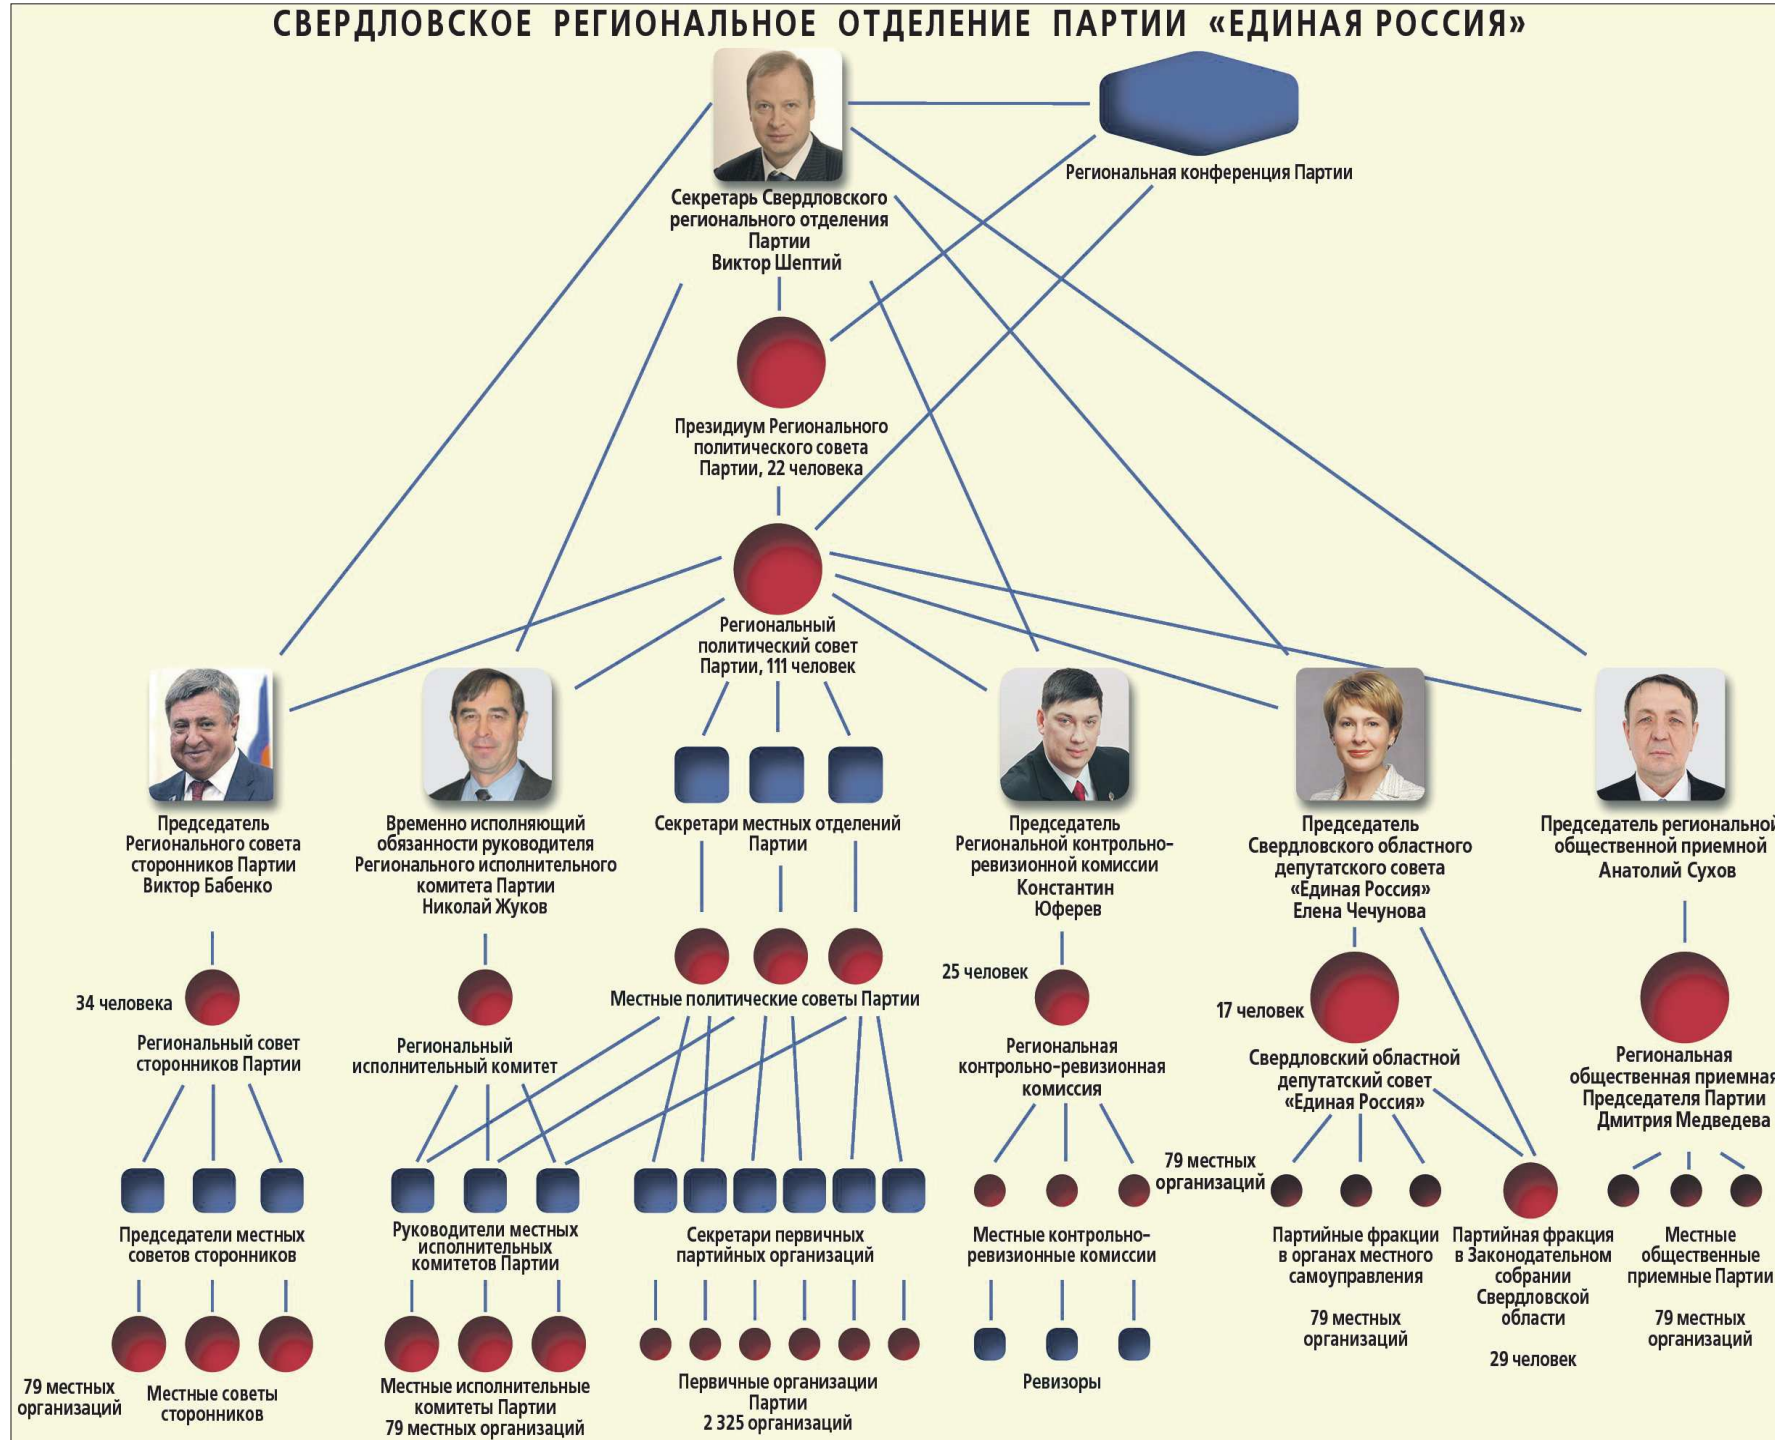 СВЕРДЛОВСКОЕ РЕГИОНАЛЬНОЕ ОТДЕЛЕНИЕ ПАРТИИ «ЕДИНАЯ РОССИЯ»
Региональная конференция Партии
Секретарь Свердловского
регионального отделения
Партии
Виктор Шептий
Президиум Регионального
политического совета
Партии, 22 человека
Региональный
политический совет
Партии, 111 человек
Председатель
Регионального совета
сторонников Партии
Виктор Бабенко
Временно исполняющий
обязанности руководителя
Регионального исполнительного
комитета Партии
Николай Жуков
Секретари местных отделений
Партии
Председатель
Региональной контрольно-
ревизионной комиссии
Константин
Юферев
Председатель
Свердловского областного
депутатского совета
«Единая Россия»
Елена Чечунова
Председатель региональной
общественной приемной
Анатолий Сухов
34 человека
Региональный совет
сторонников Партии
Региональный
исполнительный комитет
Местные политические советы Партии
25 человек
Региональная
контрольно-ревизионная
комиссия
17 человек
Свердловский областной
депутатский совет
«Единая Россия»
Региональная
общественная приемная
Председателя Партии
Дмитрия Медведева
Председатели местных
советов сторонников
Руководители местных
исполнительных
комитетов Партии
Секретари первичных
партийных организаций
79 местных
организаций
Местные контрольно-
ревизионные комиссии
Партийные фракции
в органах местного
самоуправления
79 местных
организаций
Партийная фракция
в Законодательном
собрании
Свердловской
области
29 человек
Местные
общественные
приемные Партии
79 местных
организаций
79 местных
организаций
Местные советы
сторонников
Местные исполнительные
комитеты Партии
79 местных организаций
Первичные организации
Партии
2 325 организаций
Ревизоры